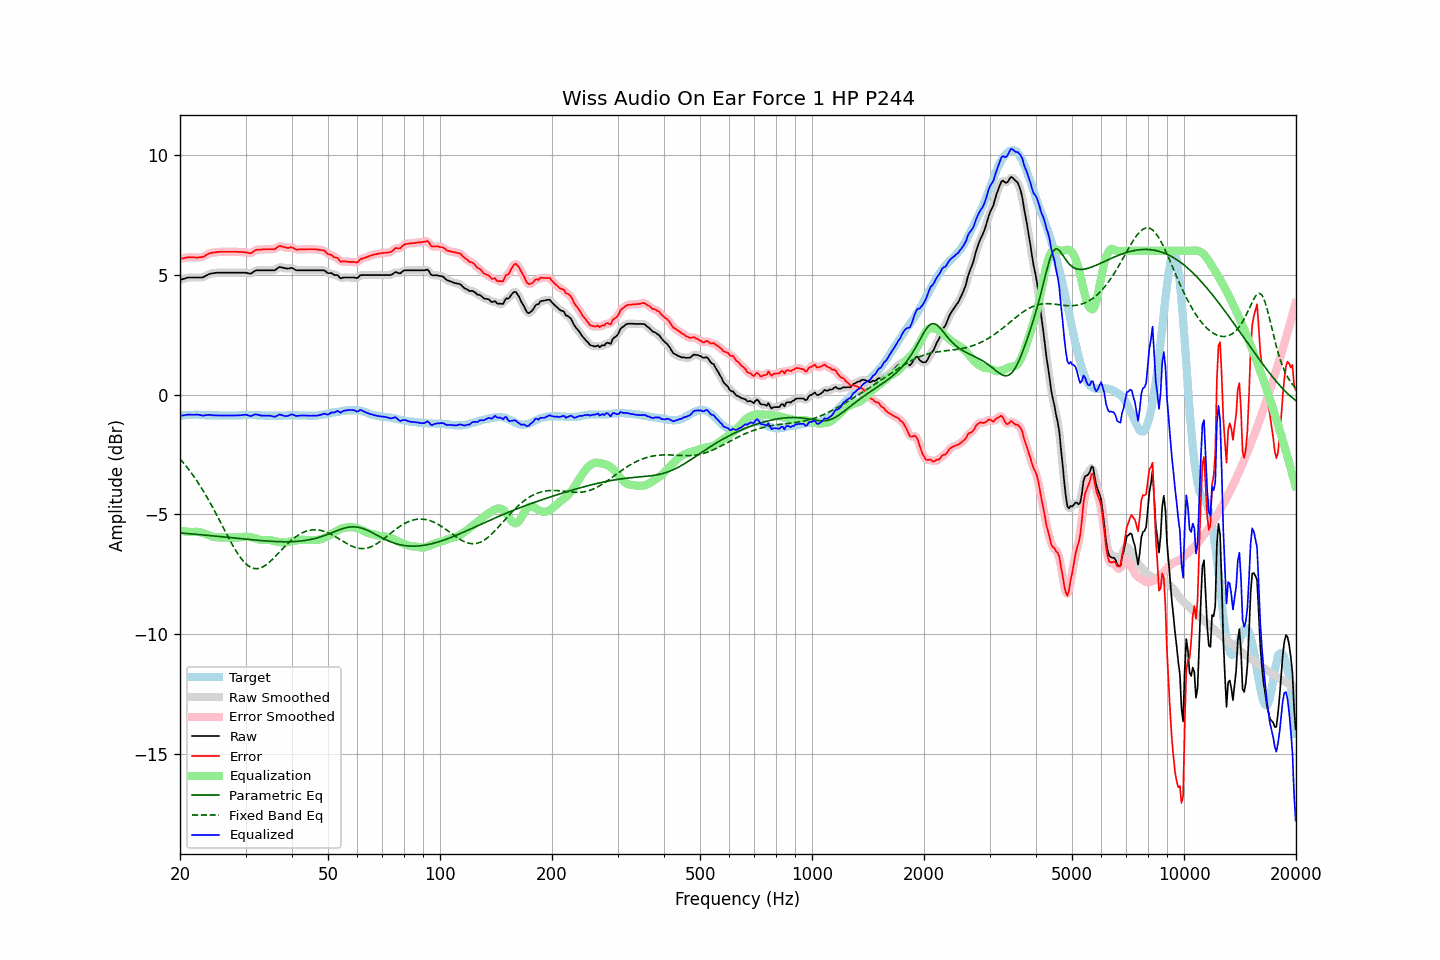 Wiss Audio On Ear Force 1 HP P244
10
5
0
−5
−10
−15
Amplitude (dBr)
Target
Raw Smoothed
Error Smoothed
Raw
Error
Equalization
Parametric Eq
Fixed Band Eq
Equalized
20 50 100 200 500 1000 2000 5000 10000 20000
Frequency (Hz)